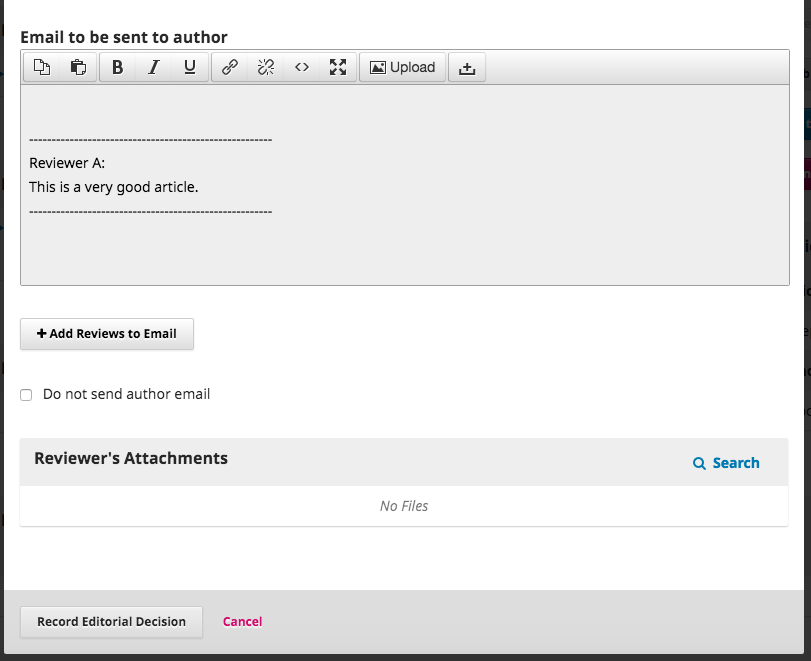 Email to be sent to author
B I U <> Upload
------------------------------------------------------
Reviewer A:
This is a very good article.
------------------------------------------------------
+ Add Reviews to Email
Do not send author email
Reviewer's Attachments
Search
No Files
Record Editorial Decision Cancel